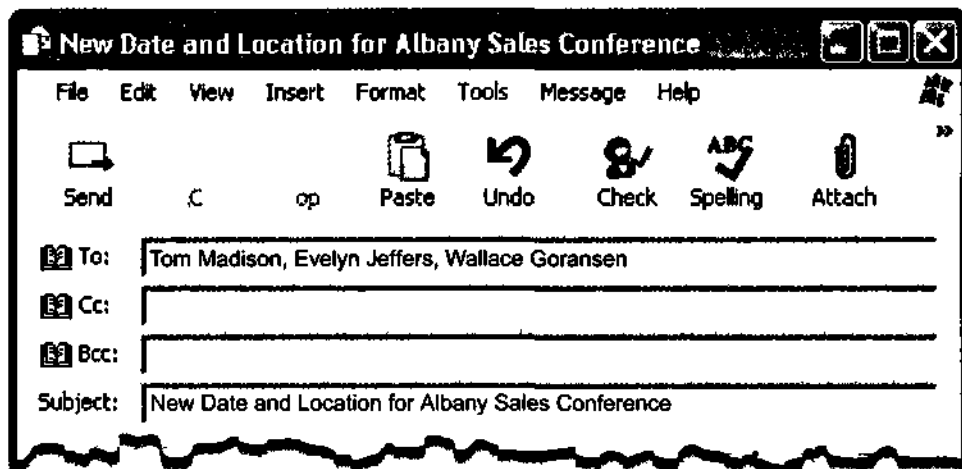 New Date and Location for Albany Sales Conference
File Edit View Insert Format Tools Message Help
ABC
Send C op Paste Undo Check Spelling Attach
To: Tom Madison, Evelyn Jeffers, Wallace Goransen
Cc:
Bcc:
Subject: New Date and Location for Albany Sales Conference